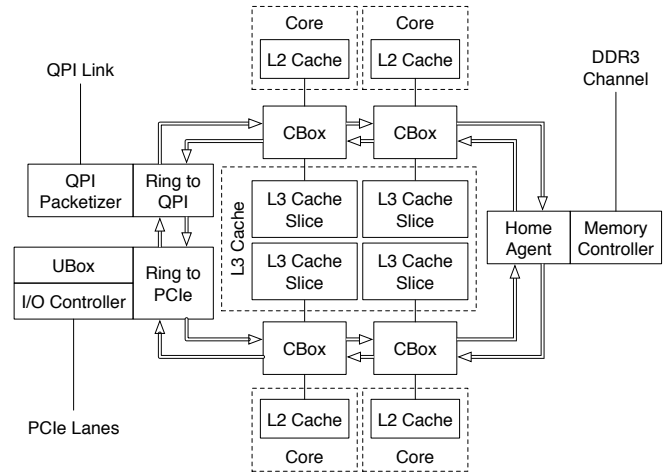 Core
Core
L2 Cache
L2 Cache
QPI Link
DDR3
Channel
CBox
CBox
QPI
Packetizer
Ring to
QPI
L3 Cache
L3 Cache
Slice
L3 Cache
Slice
L3 Cache
Slice
L3 Cache
Slice
Home
Agent
Memory
Controller
UBox
I/O Controller
Ring to
PCIe
CBox
CBox
L2 Cache
L2 Cache
Core
Core
PCIe Lanes